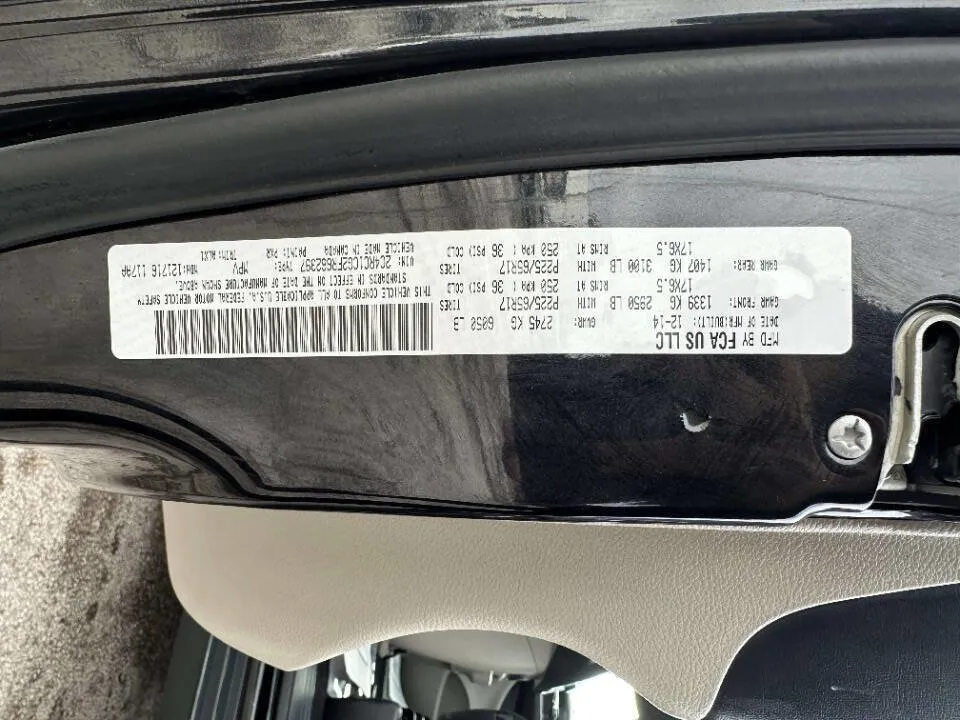 MFD BY FCA US LLC
DATE OF MFR(BUILT): 12-14 GVWR: 2745 KG 6050 LB
GAWR FRONT: 1339 KG 2950 LB WITH P225/65R17 TIRES
17X6.5 RIMS AT 250 KPA ( 36 PSI) COLD
GAWR REAR: 1407 KG 3100 LB WITH P225/65R17 TIRES
17X6.5 RIMS AT 250 KPA ( 36 PSI) COLD
THIS VEHICLE CONFORMS TO ALL APPLICABLE U.S.A. FEDERAL MOTOR VEHICLE SAFETY
STANDARDS IN EFFECT ON THE DATE OF MANUFACTURE SHOWN ABOVE.
VIN: TYPE: MPV MDH: 121716 117AA
VEHICLE MADE IN CANADA PAINT: PXR TRIM: